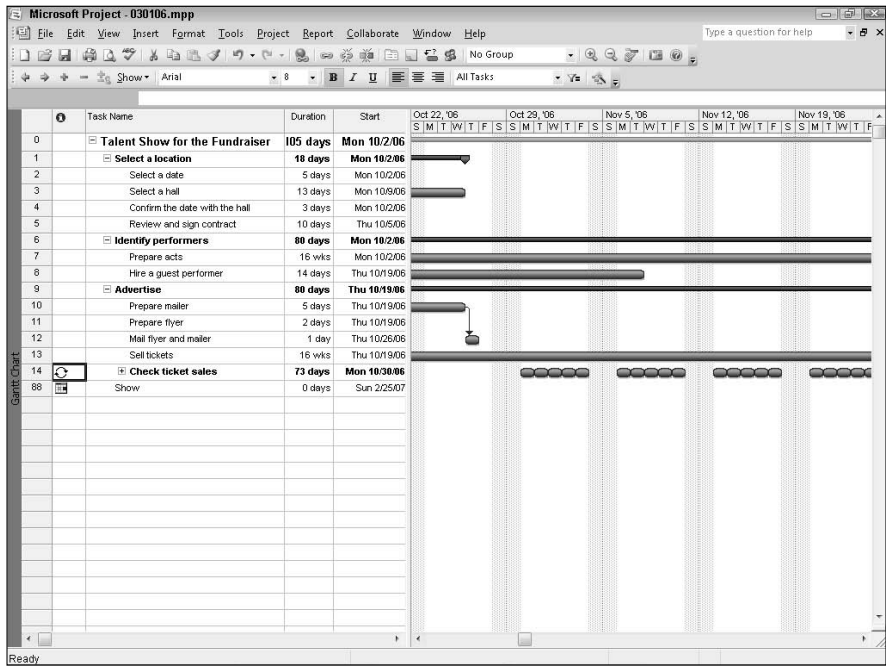 Microsoft Project - 030106.mpp
File Edit View Insert Format Tools Project Report Collaborate Window Help Type a question for help
No Group
Show Arial 8 B I U All Tasks
Task Name Duration Start Oct 22, '06 Oct 29, '06 Nov 5, '06 Nov 12, '06 Nov 19, '06
S M T W T F S S M T W T F S S M T W T F S S M T W T F S S M T W T F
0 Talent Show for the Fundraiser 105 days Mon 10/2/06
1 Select a location 18 days Mon 10/2/06
2 Select a date 5 days Mon 10/2/06
3 Select a hall 13 days Mon 10/9/06
4 Confirm the date with the hall 3 days Mon 10/2/06
5 Review and sign contract 10 days Thu 10/5/06
6 Identify performers 80 days Mon 10/2/06
7 Prepare acts 16 wks Mon 10/2/06
8 Hire a guest performer 14 days Thu 10/19/06
9 Advertise 80 days Thu 10/19/06
10 Prepare mailer 5 days Thu 10/19/06
11 Prepare flyer 2 days Thu 10/19/06
12 Mail flyer and mailer 1 day Thu 10/26/06
13 Sell tickets 16 wks Thu 10/19/06
14 Check ticket sales 73 days Mon 10/30/06
88 Show 0 days Sun 2/25/07
Gantt Chart
Ready